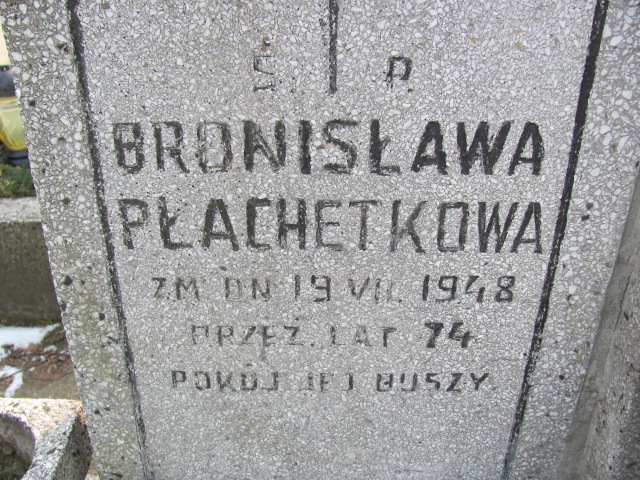 Ś. P.
BRONISŁAWA
PŁACHETKOWA
ZM DN 19 VII. 1948
PRZEŻ. LAT 74
POKÓJ JEJ DUSZY